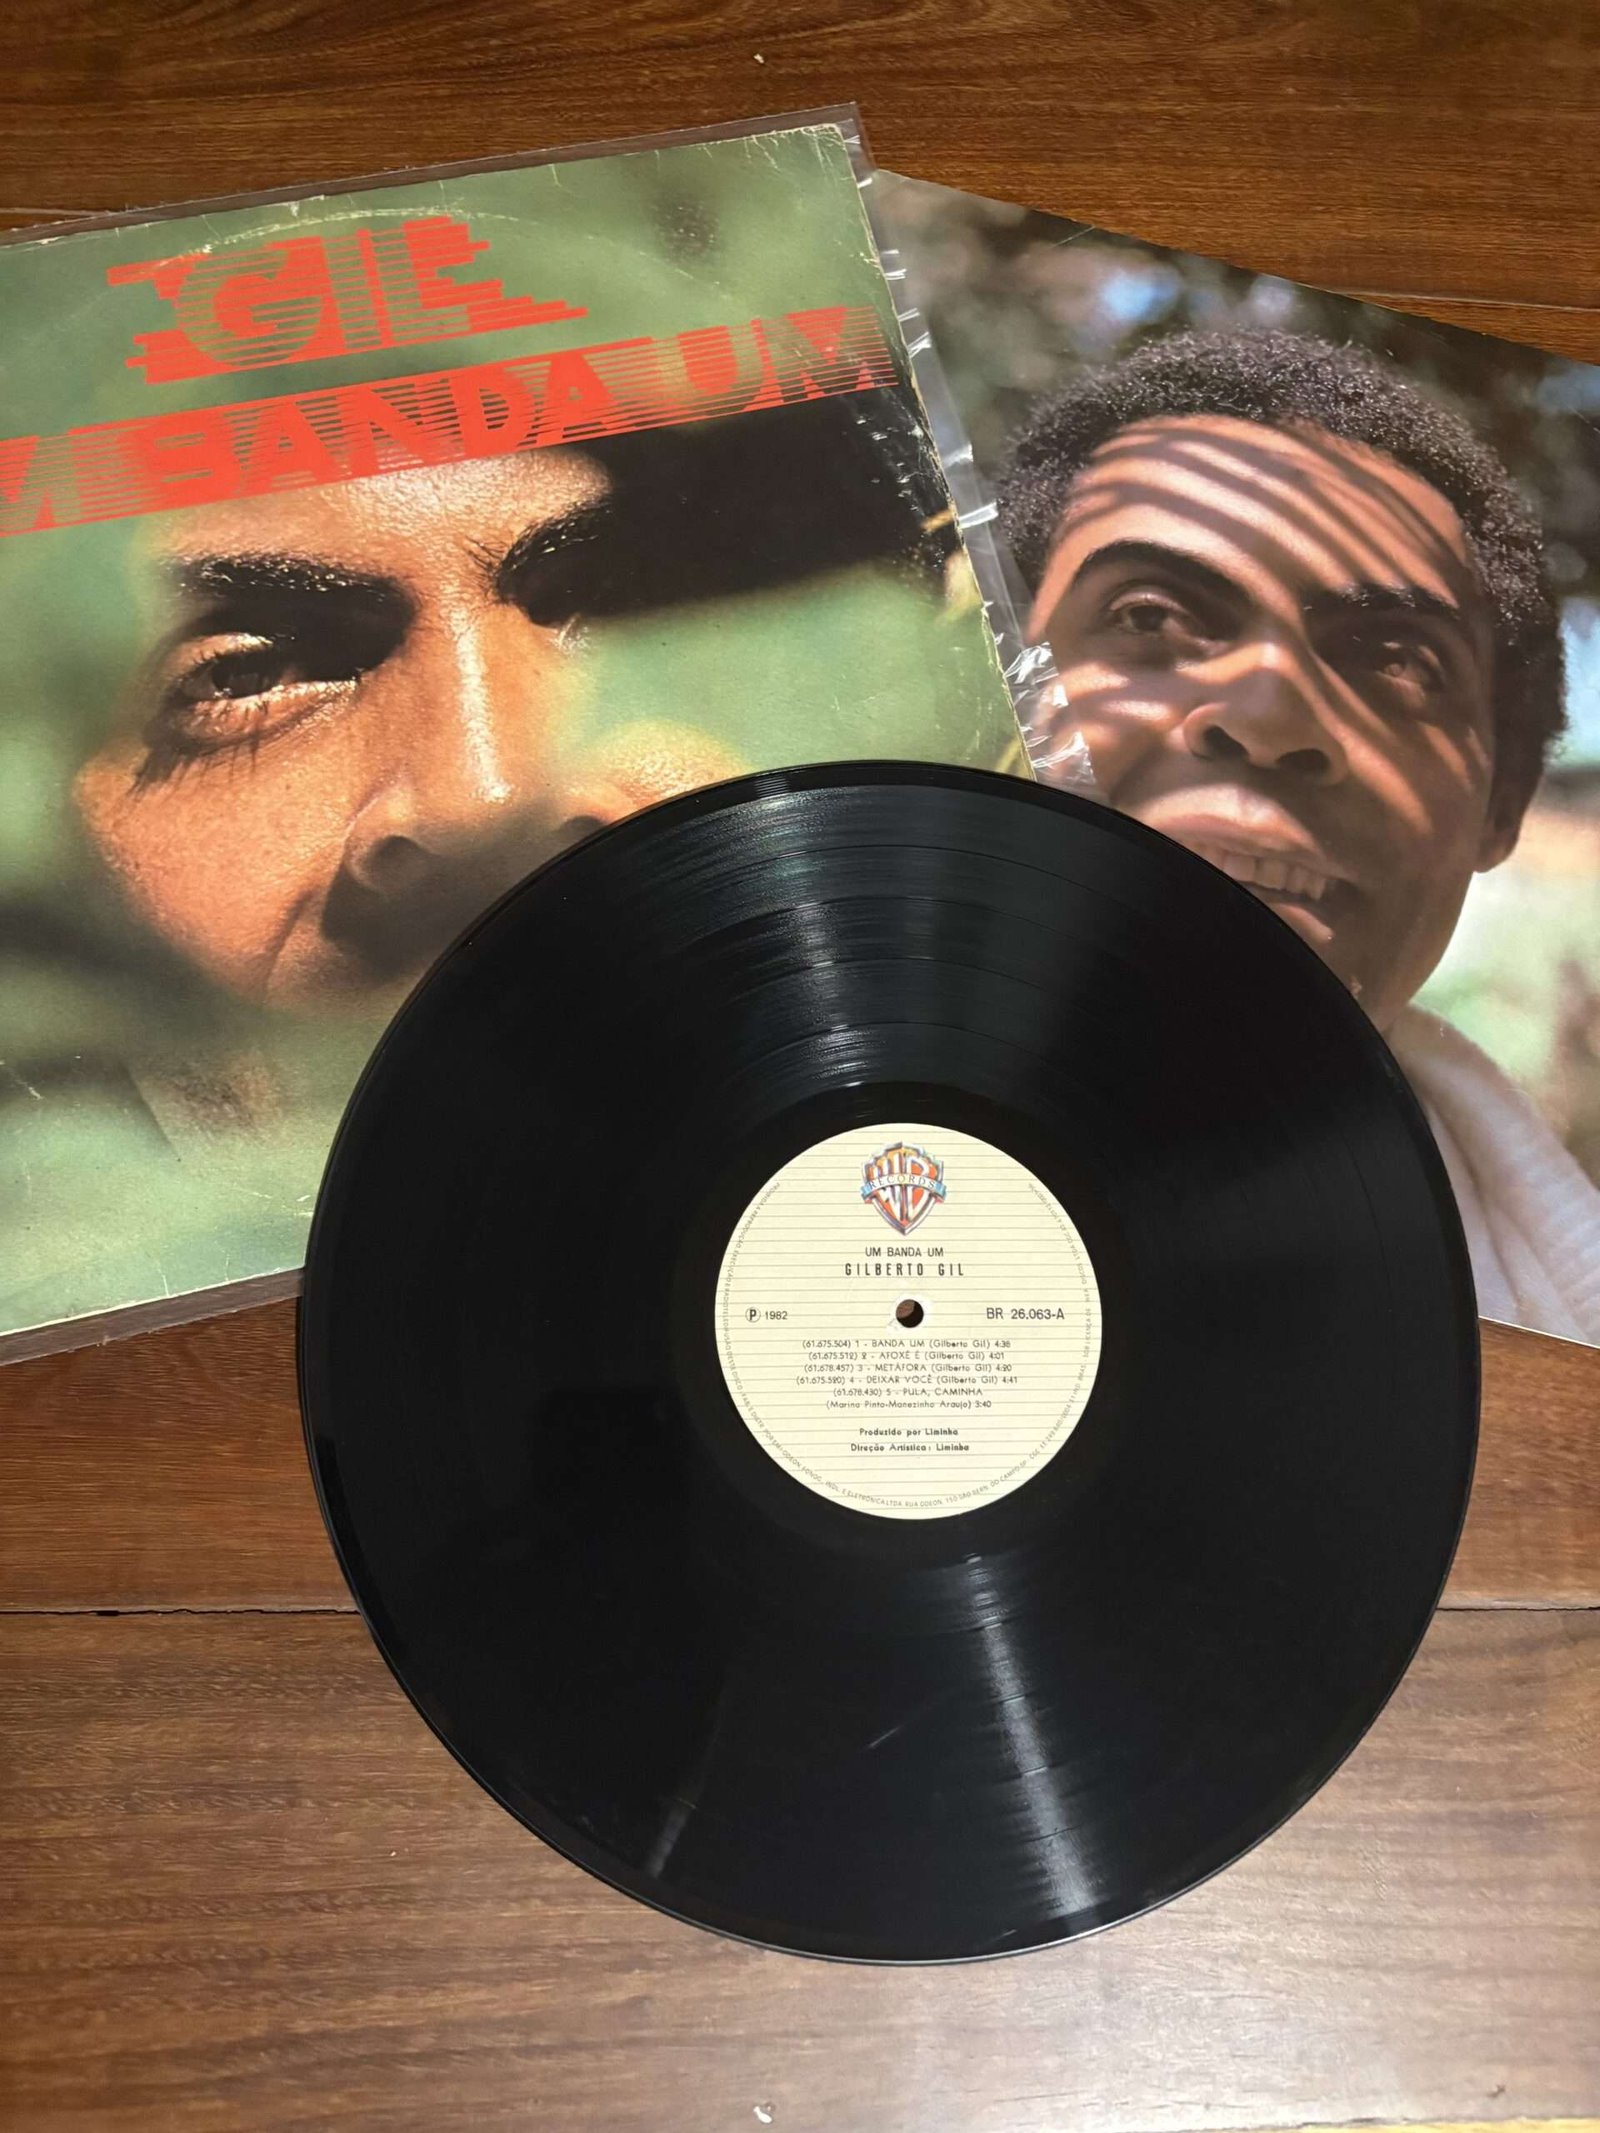 GIL
M BANDA UM
W B
RECORDS
UM BANDA UM
GILBERTO GIL
Ⓟ 1982
BR 26.063-A
(61.675.504) 1 - BANDA UM (Gilberto Gil) 4:36
(61.675.512) 2 - AFOXÉ É (Gilberto Gil) 4:01
(61.678.457) 3 - METÁFORA (Gilberto Gil) 4:20
(61.675.520) 4 - DEIXAR VOCÊ (Gilberto Gil) 4:41
(61.678.430) 5 - PULA, CAMINHA
(Marino Pinto-Manezinho Araujo) 3:40
Produzido por Liminha
Direção Artística: Liminha